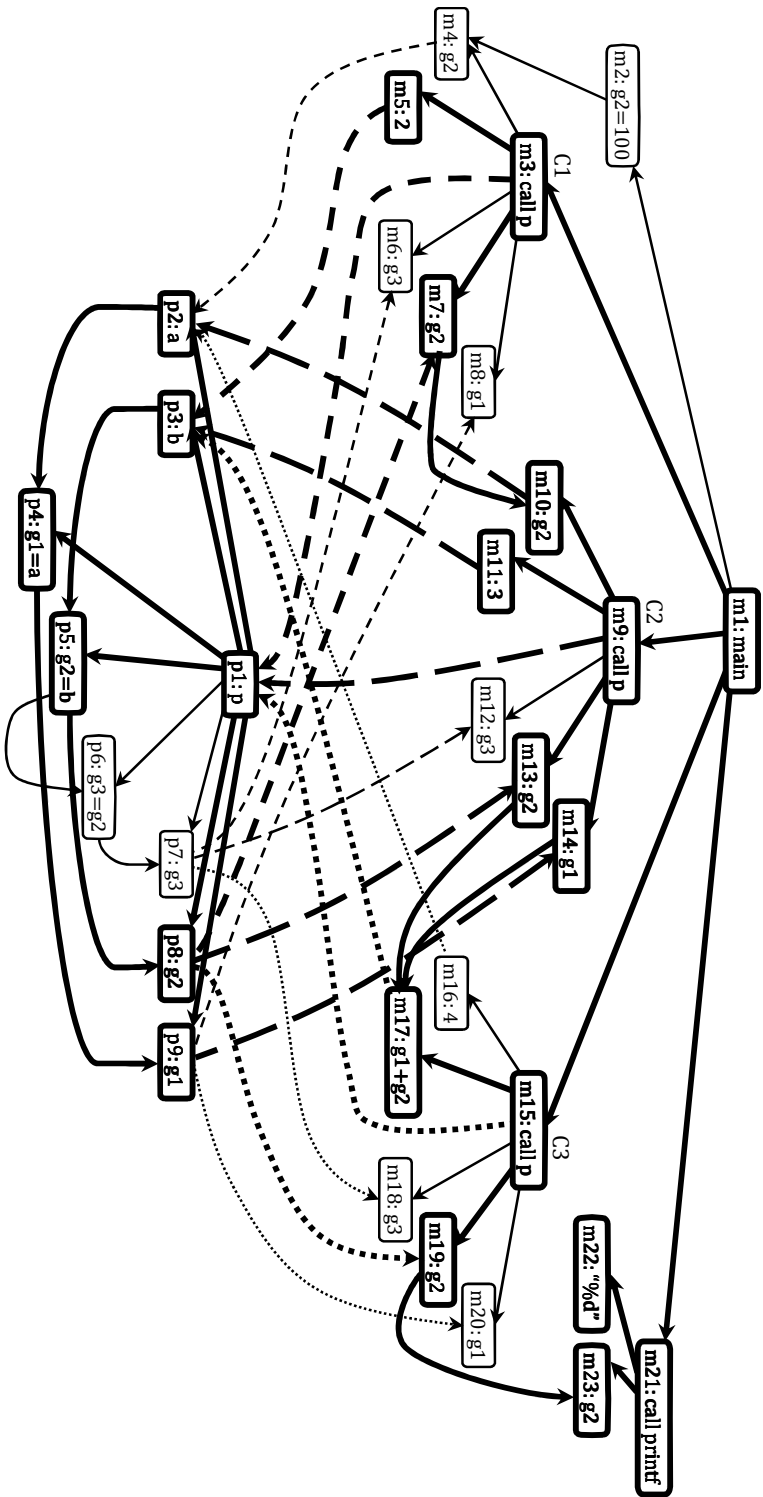 m1: main
m2: g2=100
C1
m3: call p
C2
m9: call p
C3
m15: call p
m21: call printf
m4: g2
m5: 2
m6: g3
m7: g2
m8: g1
m10: g2
m11: 3
m12: g3
m13: g2
m14: g1
m16: 4
m17: g1+g2
m18: g3
m19: g2
m20: g1
m22: “%d”
m23: g2
p1: p
p2: a
p3: b
p4: g1=a
p5: g2=b
p6: g3=g2
p7: g3
p8: g2
p9: g1